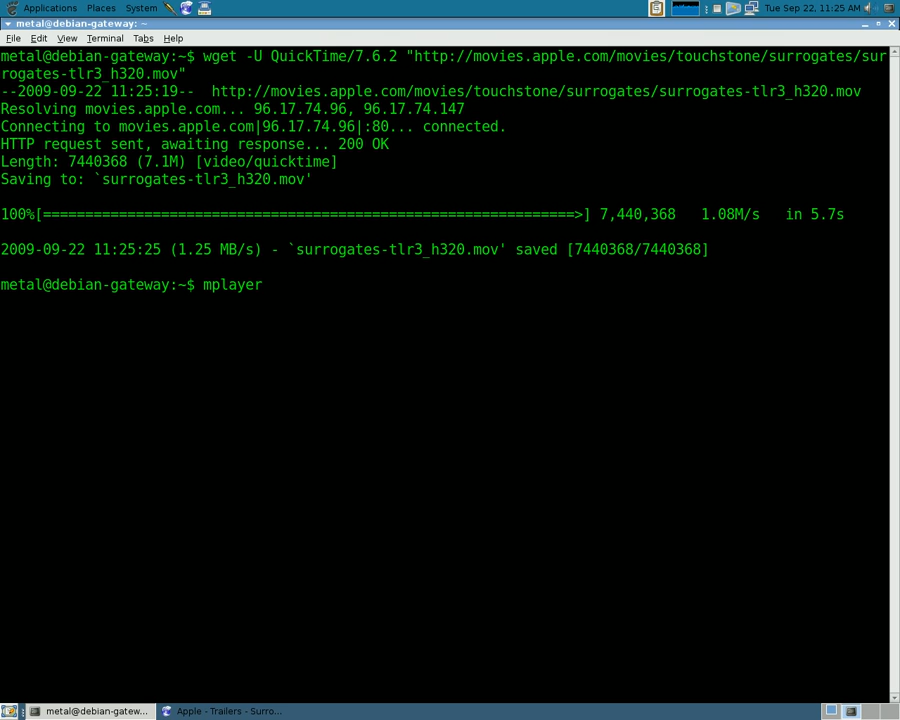 Applications Places System
Tue Sep 22, 11:25 AM
metal@debian-gateway: ~
File Edit View Terminal Tabs Help
metal@debian-gateway:~$ wget -U QuickTime/7.6.2 "http://movies.apple.com/movies/touchstone/surrogates/sur
rogates-tlr3_h320.mov"
--2009-09-22 11:25:19--  http://movies.apple.com/movies/touchstone/surrogates/surrogates-tlr3_h320.mov
Resolving movies.apple.com... 96.17.74.96, 96.17.74.147
Connecting to movies.apple.com|96.17.74.96|:80... connected.
HTTP request sent, awaiting response... 200 OK
Length: 7440368 (7.1M) [video/quicktime]
Saving to: `surrogates-tlr3_h320.mov'
100%[===============================================================>] 7,440,368   1.08M/s   in 5.7s
2009-09-22 11:25:25 (1.25 MB/s) - `surrogates-tlr3_h320.mov' saved [7440368/7440368]
metal@debian-gateway:~$ mplayer
metal@debian-gatew...
Apple - Trailers - Surro...